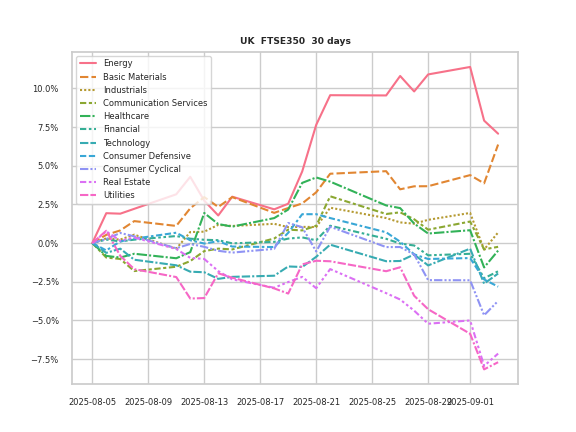 UK FTSE350 30 days
Energy
Basic Materials
Industrials
Communication Services
Healthcare
Financial
Technology
Consumer Defensive
Consumer Cyclical
Real Estate
Utilities
10.0%
7.5%
5.0%
2.5%
0.0%
−2.5%
−5.0%
−7.5%
2025-08-05 2025-08-09 2025-08-13 2025-08-17 2025-08-21 2025-08-25 2025-08-29 2025-09-01